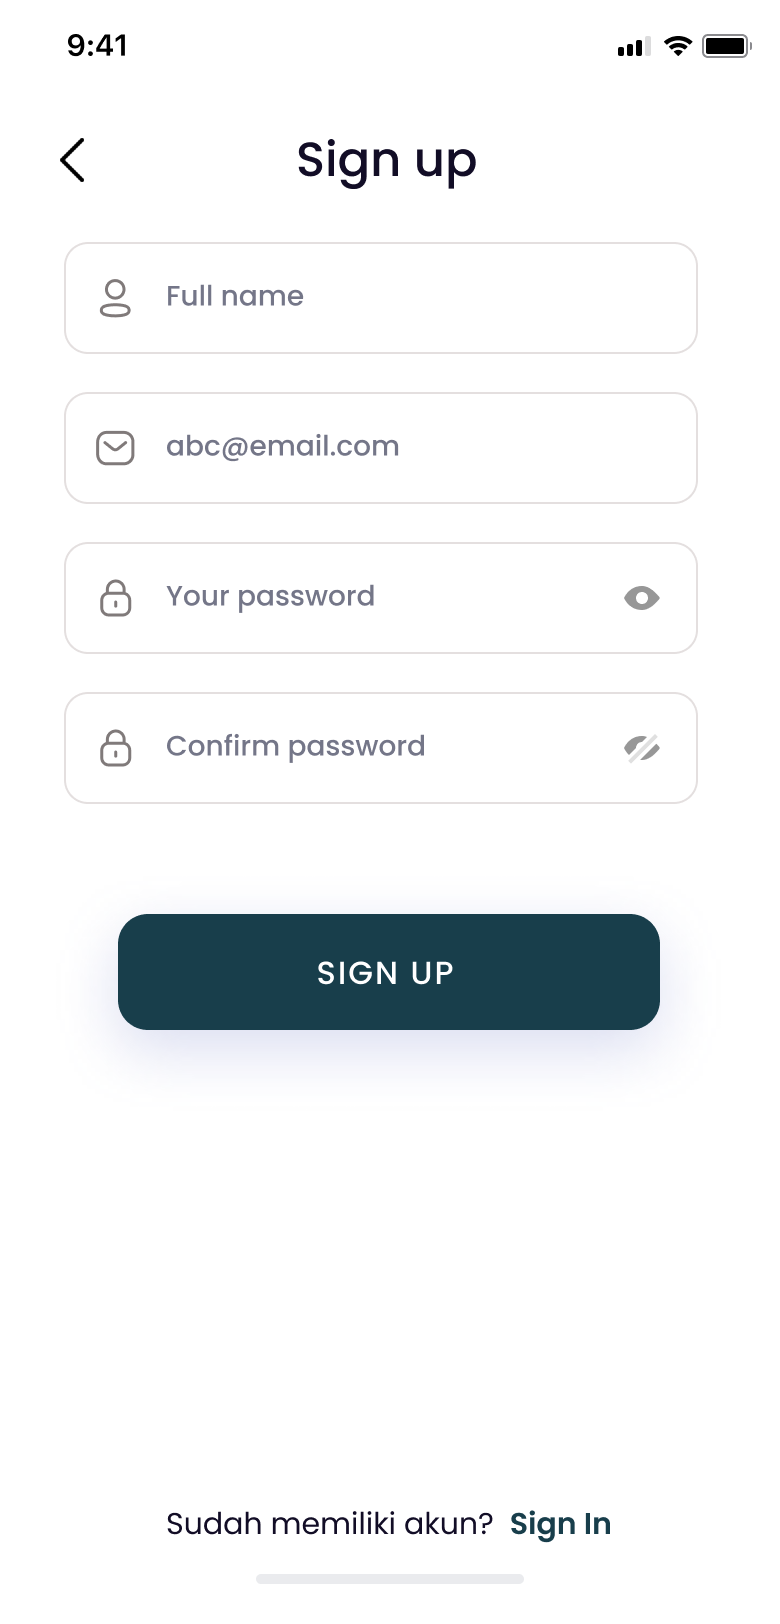 9:41
Sign up
Full name
abc@email.com
Your password
Confirm password
SIGN UP
Sudah memiliki akun? Sign In